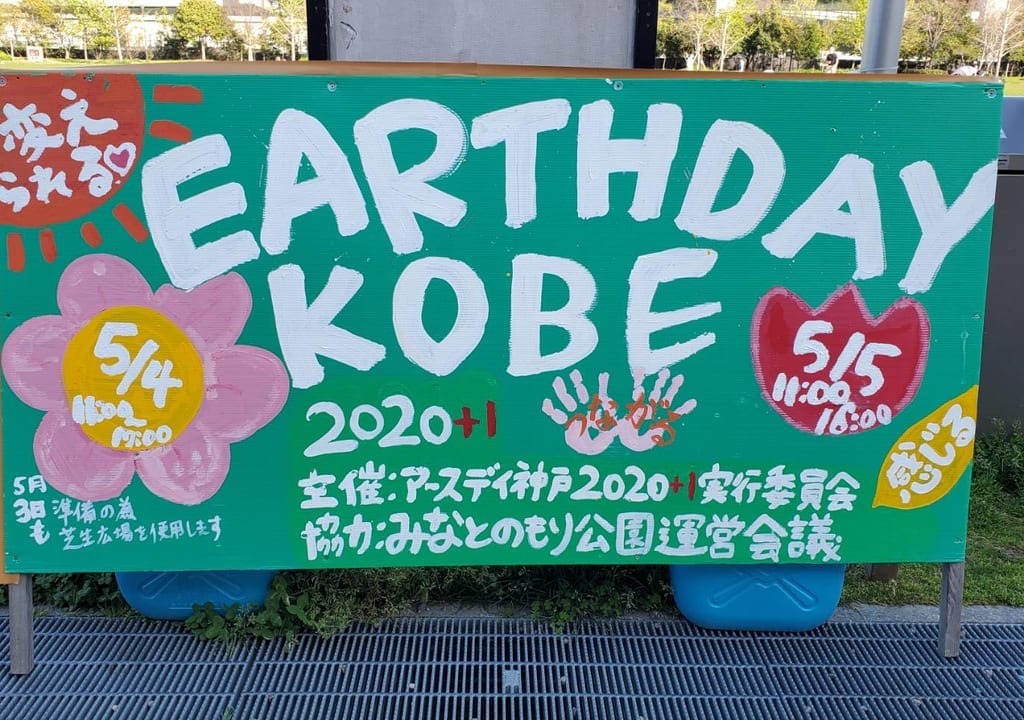 変え
られる♡
EARTHDAY
KOBE
5/4
11:00~
17:00
5/5
11:00~
16:00
2020+1
つながる
主催:アースデイ神戸2020+1実行委員会
協力:みなとのもり公園運営会議
5月
3日 準備の為
も 芝生広場を使用します